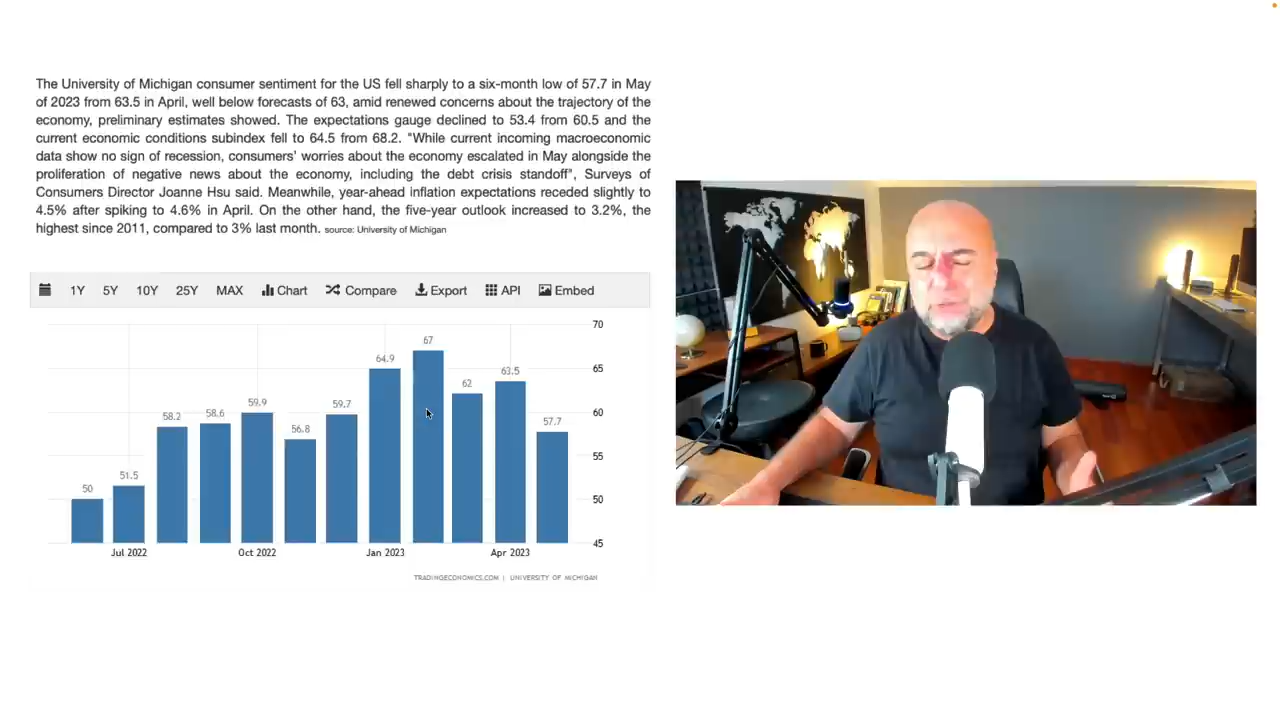 The University of Michigan consumer sentiment for the US fell sharply to a six-month low of 57.7 in May
of 2023 from 63.5 in April, well below forecasts of 63, amid renewed concerns about the trajectory of the
economy, preliminary estimates showed. The expectations gauge declined to 53.4 from 60.5 and the
current economic conditions subindex fell to 64.5 from 68.2. "While current incoming macroeconomic
data show no sign of recession, consumers' worries about the economy escalated in May alongside the
proliferation of negative news about the economy, including the debt crisis standoff", Surveys of
Consumers Director Joanne Hsu said. Meanwhile, year-ahead inflation expectations receded slightly to
4.5% after spiking to 4.6% in April. On the other hand, the five-year outlook increased to 3.2%, the
highest since 2011, compared to 3% last month. source: University of Michigan
1Y 5Y 10Y 25Y MAX Chart Compare Export API Embed
70
67
64.9
65
63.5
62
60
59.9
59.7
58.6
58.2
57.7
56.8
55
51.5
50
50
45
Jul 2022 Oct 2022 Jan 2023 Apr 2023
TRADINGECONOMICS.COM | UNIVERSITY OF MICHIGAN